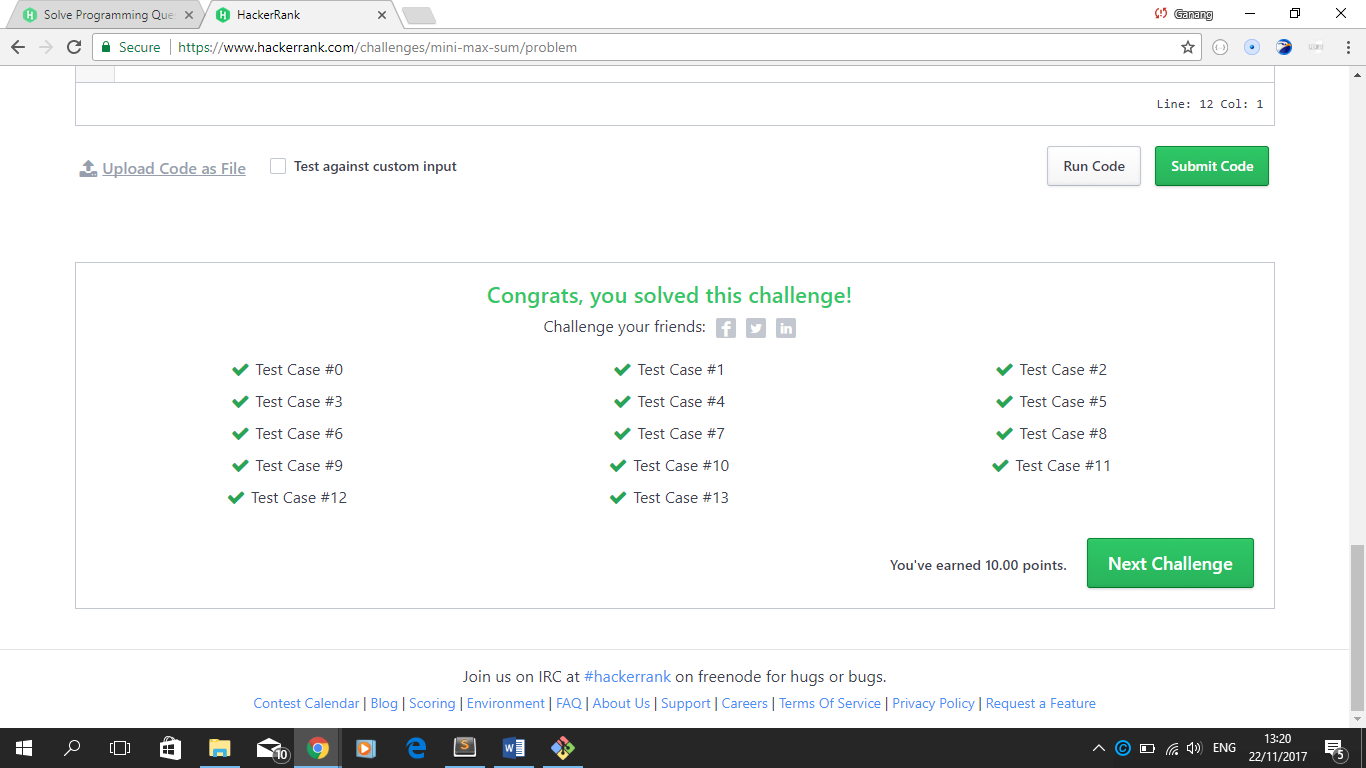 Solve Programming Que
HackerRank
Ganang
Secure
https://www.hackerrank.com/challenges/mini-max-sum/problem
Line: 12 Col: 1
Upload Code as File
Test against custom input
Run Code
Submit Code
Congrats, you solved this challenge!
Challenge your friends:
Test Case #0 Test Case #1 Test Case #2
Test Case #3 Test Case #4 Test Case #5
Test Case #6 Test Case #7 Test Case #8
Test Case #9 Test Case #10 Test Case #11
Test Case #12 Test Case #13
You've earned 10.00 points.
Next Challenge
Join us on IRC at #hackerrank on freenode for hugs or bugs.
Contest Calendar | Blog | Scoring | Environment | FAQ | About Us | Support | Careers | Terms Of Service | Privacy Policy | Request a Feature
10
ENG
13:20
22/11/2017
5